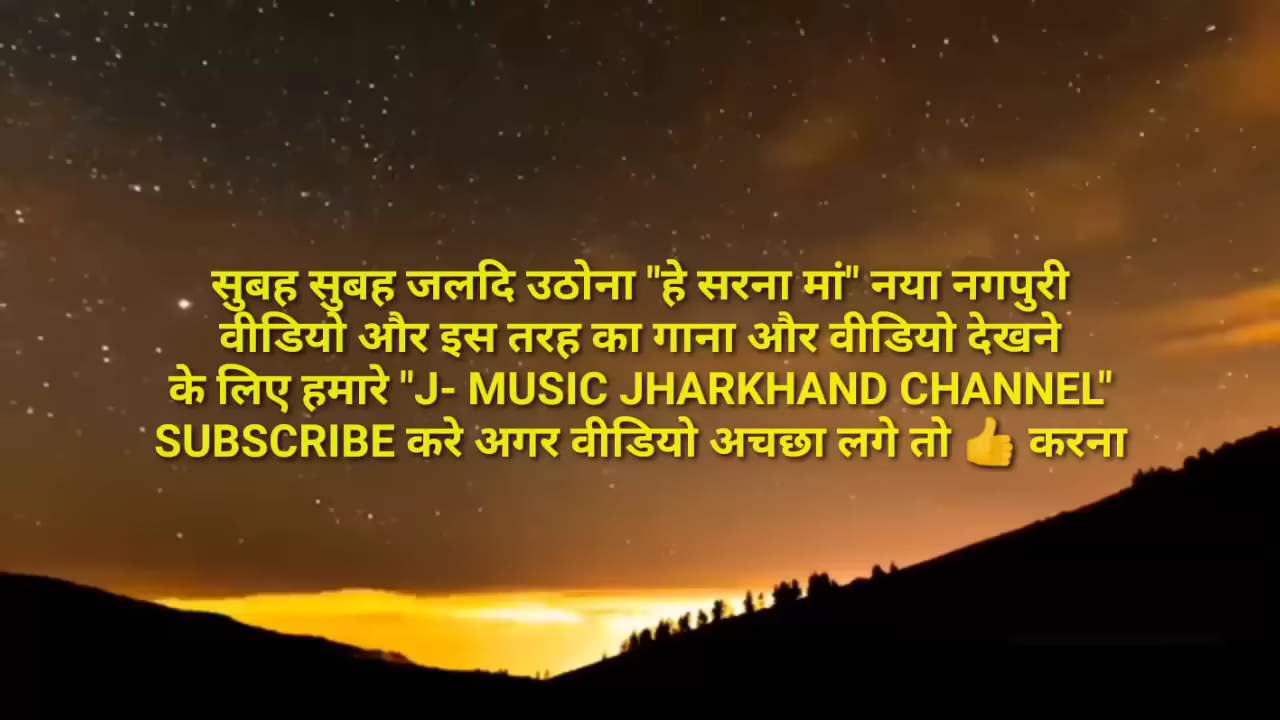 सुबह सुबह जलदि उठोना "हे सरना मां" नया नगपुरी
वीडियो और इस तरह का गाना और वीडियो देखने
के लिए हमारे "J- MUSIC JHARKHAND CHANNEL"
SUBSCRIBE करे अगर वीडियो अचछा लगे तो 👍 करना